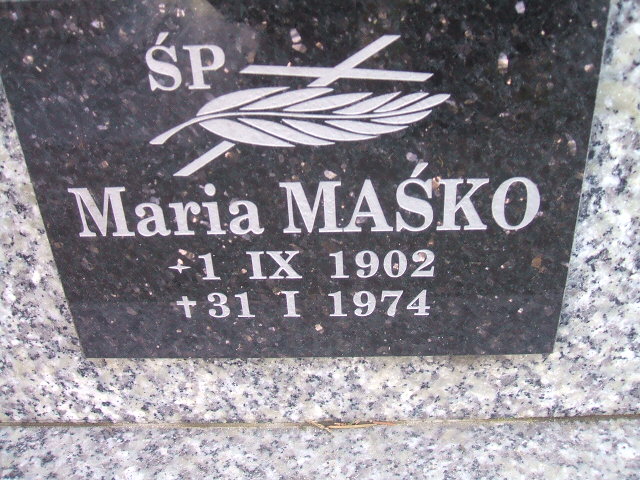 ŚP
Maria MAŚKO
1 IX 1902
✝31 I 1974